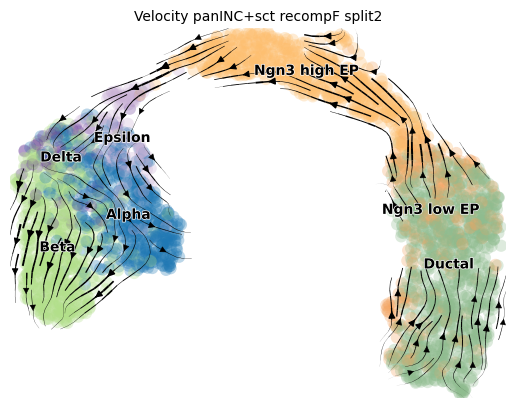 Velocity panINC+sct recompF split2
Ngn3 high EP
Epsilon
Delta
Ngn3 low EP
Alpha
Beta
Ductal